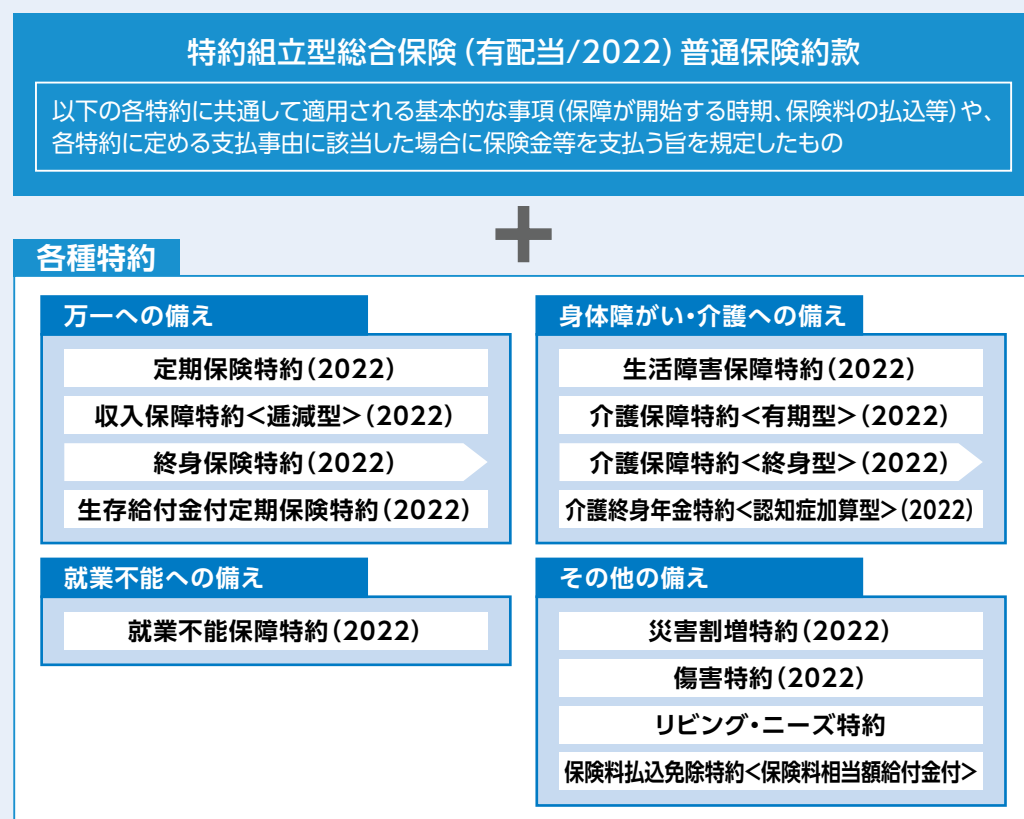 特約組立型総合保険（有配当/2022）普通保険約款
以下の各特約に共通して適用される基本的な事項（保障が開始する時期、保険料の払込等）や、
各特約に定める支払事由に該当した場合に保険金等を支払う旨を規定したもの
+
各種特約
万一への備え
定期保険特約（2022）
収入保障特約<逓減型>（2022）
終身保険特約（2022）
生存給付金付定期保険特約（2022）
身体障がい・介護への備え
生活障害保障特約（2022）
介護保障特約<有期型>（2022）
介護保障特約<終身型>（2022）
介護終身年金特約<認知症加算型>（2022）
就業不能への備え
就業不能保障特約（2022）
その他の備え
災害割増特約（2022）
傷害特約（2022）
リビング・ニーズ特約
保険料払込免除特約<保険料相当額給付金付>